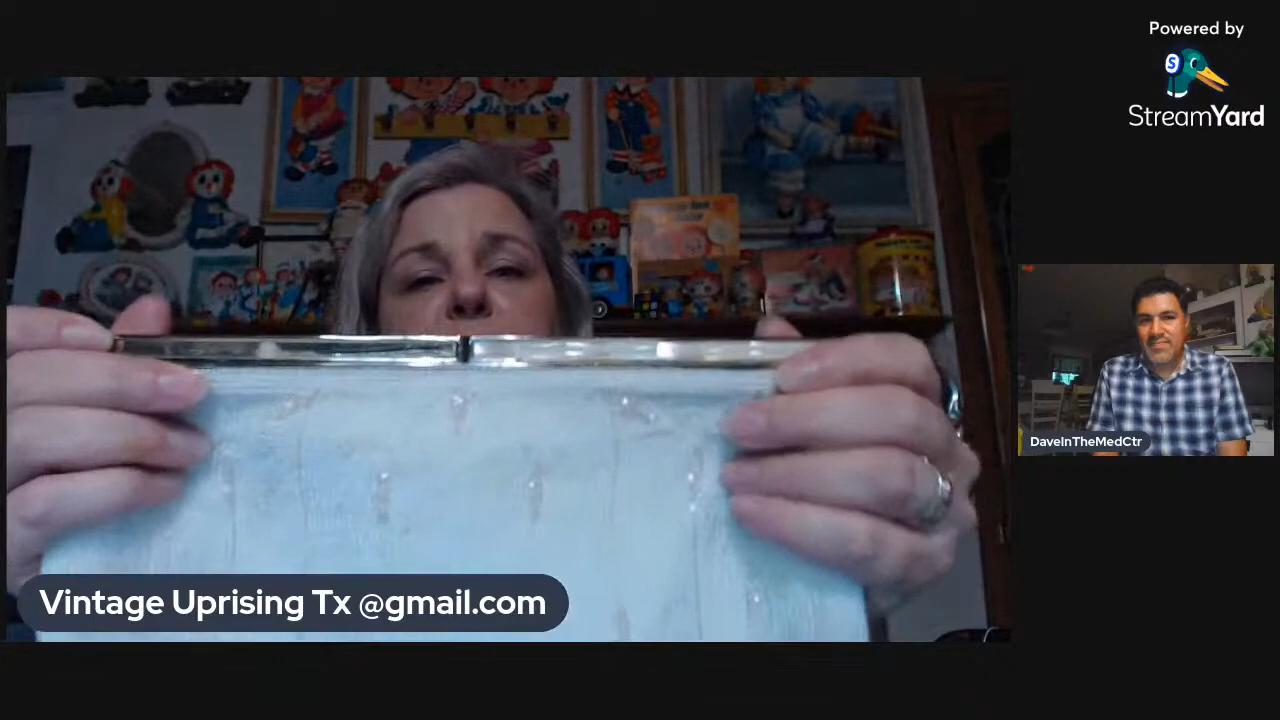 Powered by
S
StreamYard
DaveInTheMedCtr
Vintage Uprising Tx @gmail.com